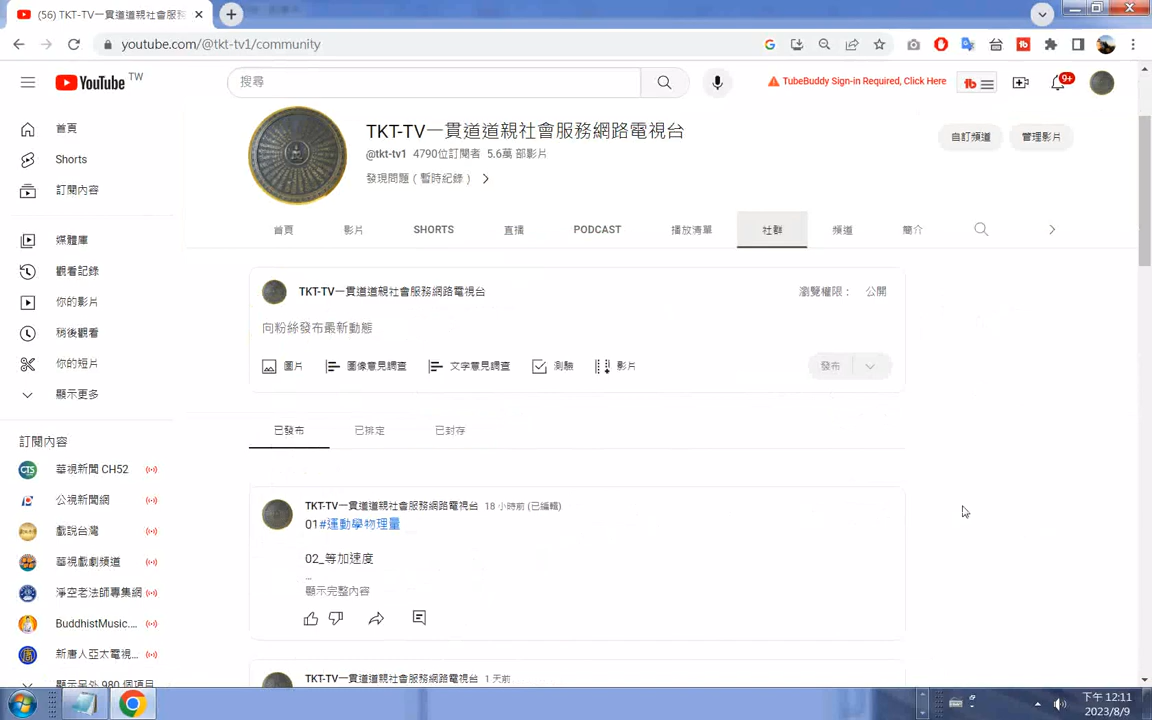 (56) TKT-TV一貫道道親社會服務
youtube.com/@tkt-tv1/community
YouTube TW
搜尋
TubeBuddy Sign-in Required, Click Here
tb
9+
首頁
Shorts
訂閱內容
媒體庫
觀看記錄
你的影片
稍後觀看
你的短片
顯示更多
訂閱內容
華視新聞 CH52
公視新聞網
戲說台灣
華視戲劇頻道
淨空老法師專集網
BuddhistMusic....
新唐人亞太電視...
顯示另外 980 個項目
TKT-TV一貫道道親社會服務網路電視台
@tkt-tv1 4790位訂閱者 5.6萬 部影片
發現問題（暫時紀錄）
自訂頻道
管理影片
首頁 影片 SHORTS 直播 PODCAST 播放清單 社群 頻道 簡介
TKT-TV一貫道道親社會服務網路電視台
瀏覽權限： 公開
向粉絲發布最新動態
圖片 圖像意見調查 文字意見調查 測驗 影片
發布
已發布 已排定 已封存
TKT-TV一貫道道親社會服務網路電視台 18 小時前 (已編輯)
01#運動學物理量
02_等加速度
...
顯示完整內容
TKT-TV一貫道道親社會服務網路電視台 1 天前
下午 12:11
2023/8/9